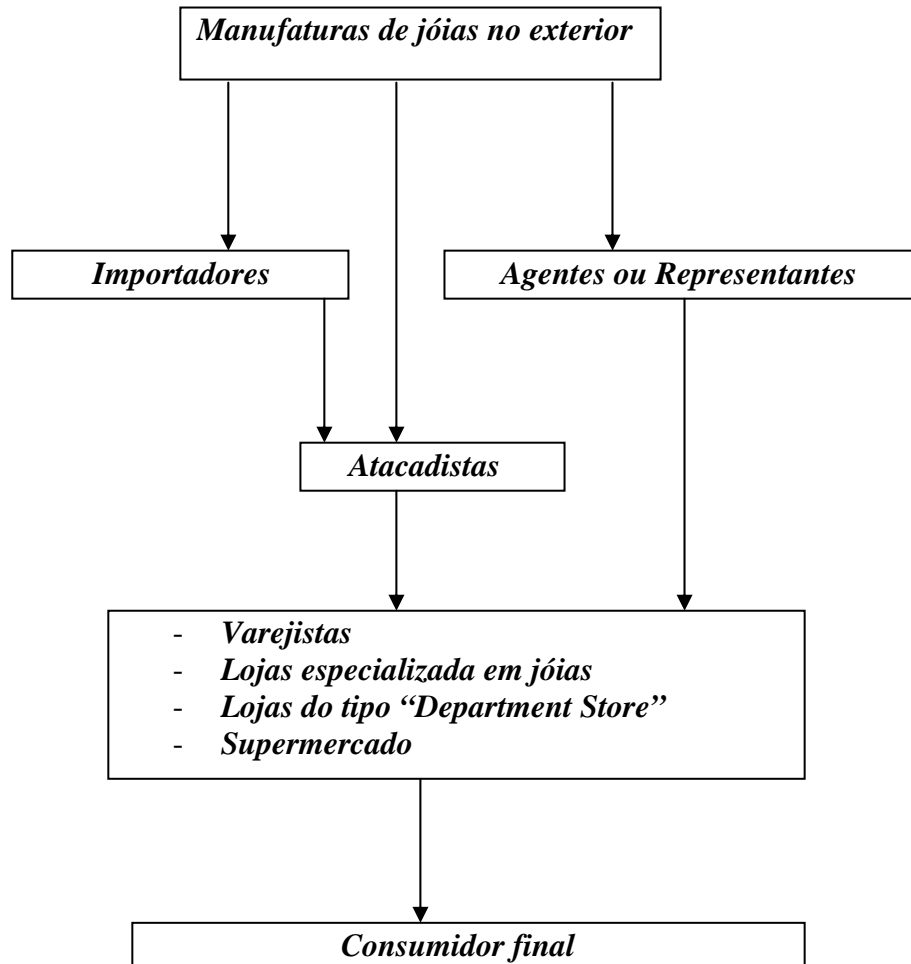 Manufaturas de jóias no exterior
Importadores
Agentes ou Representantes
Atacadistas
- Varejistas
- Lojas especializada em jóias
- Lojas do tipo “Department Store”
- Supermercado
Consumidor final